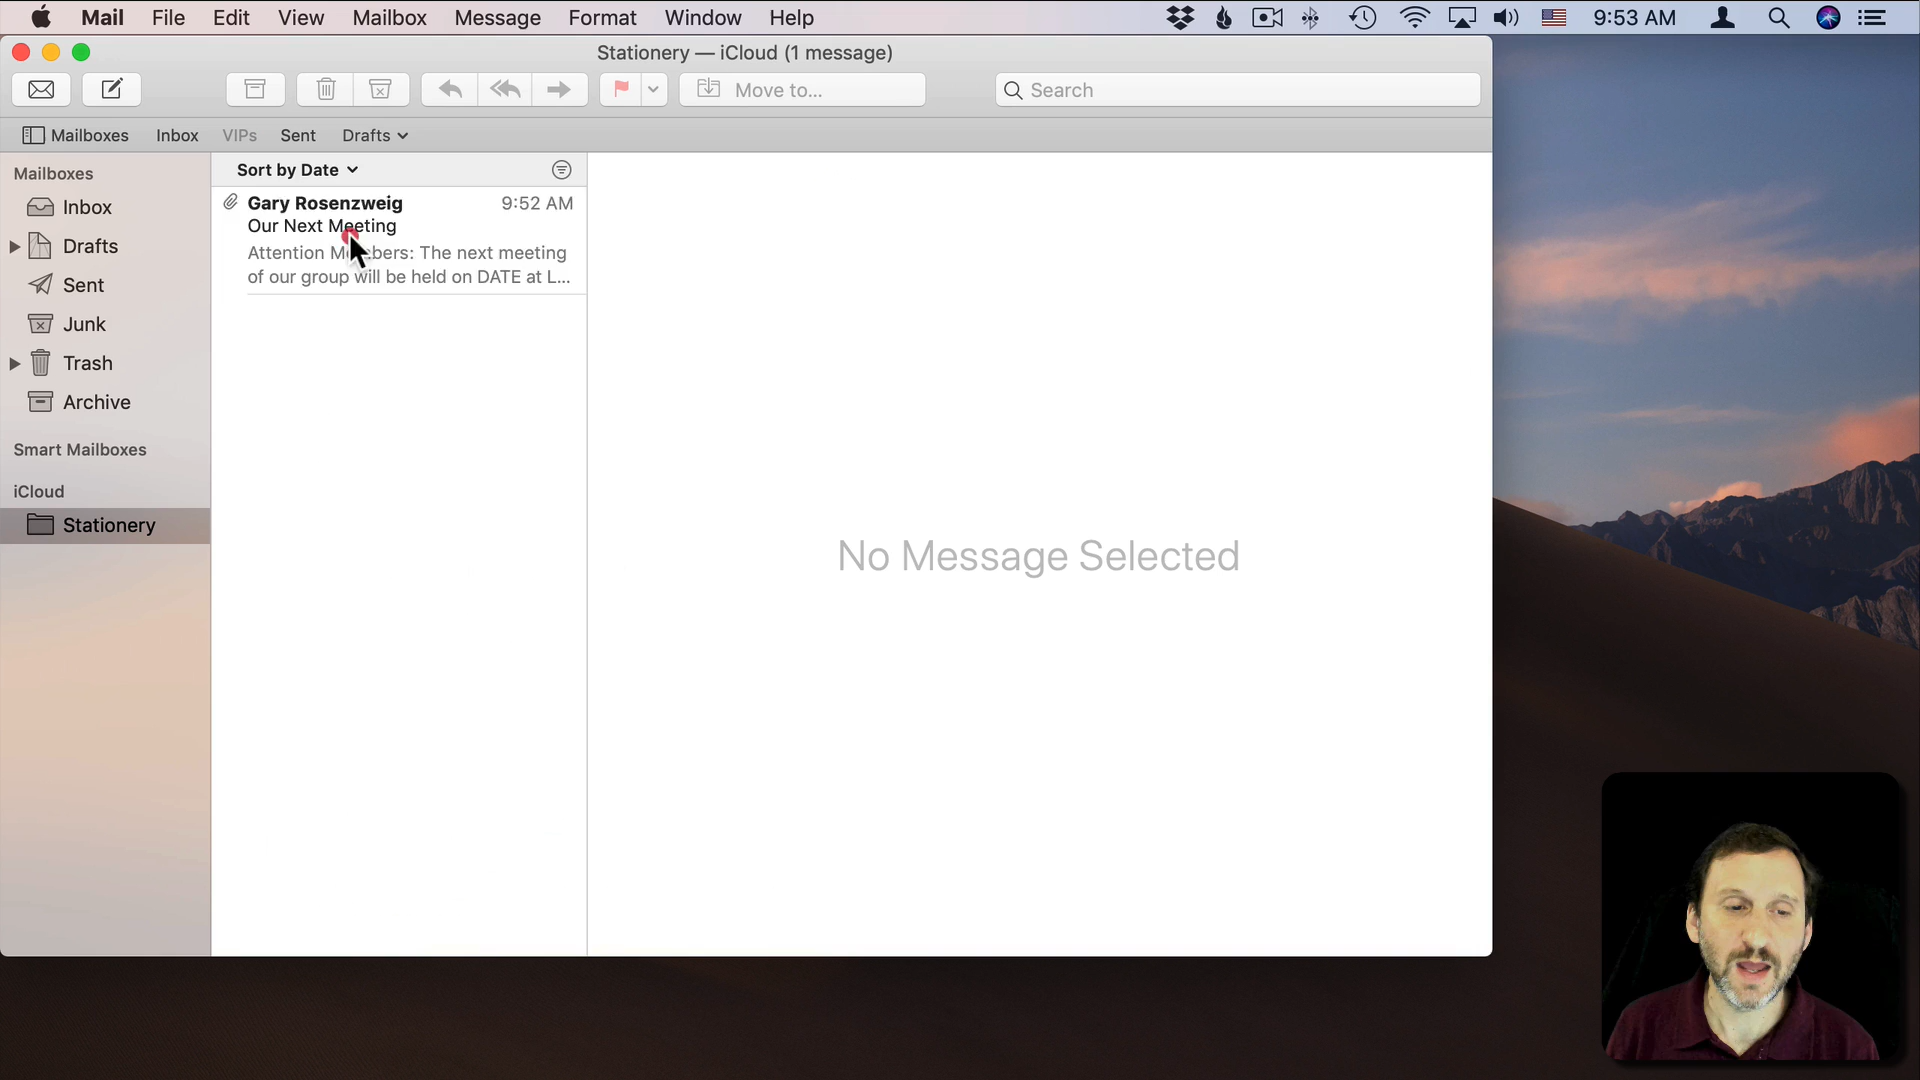 Mail File Edit View Mailbox Message Format Window Help 9:53 AM
Stationery — iCloud (1 message)
Move to...
Search
Mailboxes Inbox VIPs Sent Drafts
Mailboxes
Inbox
Drafts
Sent
Junk
Trash
Archive
Smart Mailboxes
iCloud
Stationery
Sort by Date
Gary Rosenzweig 9:52 AM
Our Next Meeting
Attention Members: The next meeting
of our group will be held on DATE at L...
No Message Selected